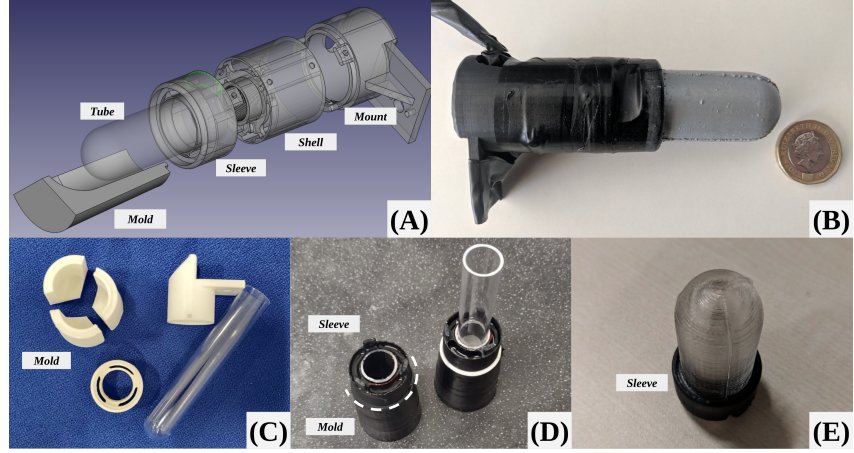 Tube
Mount
Shell
Sleeve
Mold
(A)
(B)
Mold
(C)
Sleeve
Mold
(D)
Sleeve
(E)